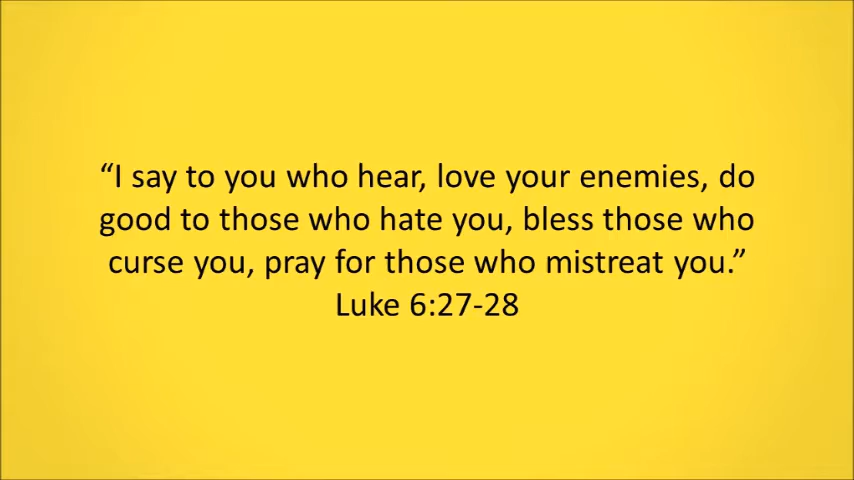 “I say to you who hear, love your enemies, do
good to those who hate you, bless those who
curse you, pray for those who mistreat you.”
Luke 6:27-28